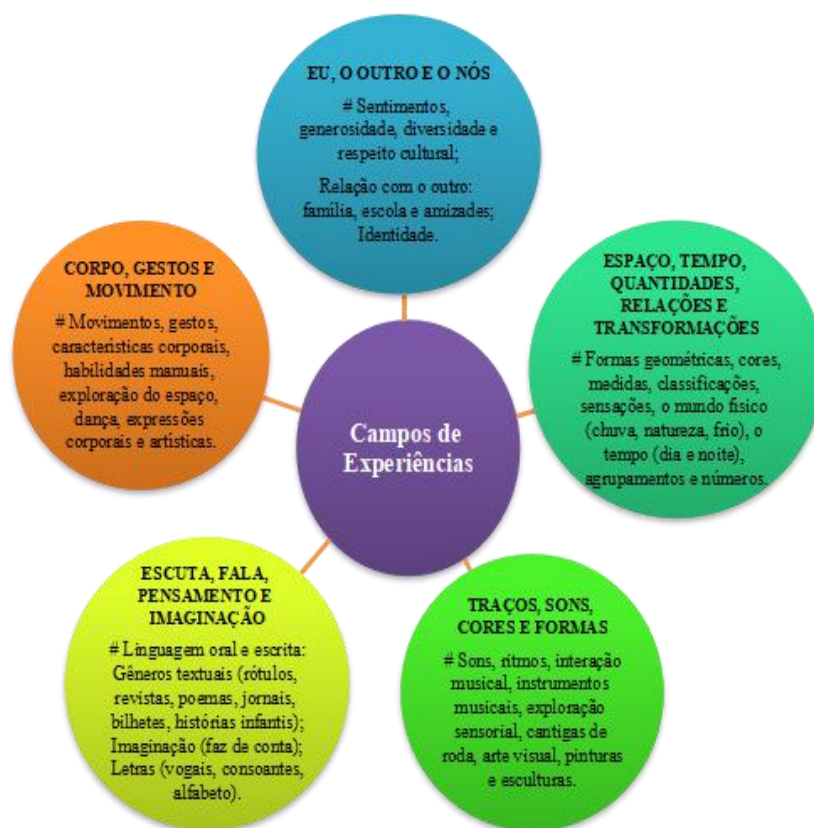 EU, O OUTRO E O NÓS
# Sentimentos,
generosidade, diversidade e
respeito cultural;
Relação com o outro:
família, escola e amizades;
Identidade.
CORPO, GESTOS E
MOVIMENTO
# Movimentos, gestos,
características corporais,
habilidades manuais,
exploração do espaço,
dança, expressões
corporais e artísticas.
ESPAÇO, TEMPO,
QUANTIDADES,
RELAÇÕES E
TRANSFORMAÇÕES
# Formas geométricas, cores,
medidas, classificações,
sensações, o mundo físico
(chuva, natureza, frio), o
tempo (dia e noite),
agrupamentos e números.
Campos de
Experiências
ESCUTA, FALA,
PENSAMENTO E
IMAGINAÇÃO
# Linguagem oral e escrita:
Gêneros textuais (rótulos,
revistas, poemas, jornais,
bilhetes, histórias infantis);
Imaginação (faz de conta);
Letras (vogais, consoantes,
alfabeto).
TRAÇOS, SONS,
CORES E FORMAS
# Sons, ritmos, interação
musical, instrumentos
musicais, exploração
sensorial, cantigas de
roda, arte visual, pinturas
e esculturas.